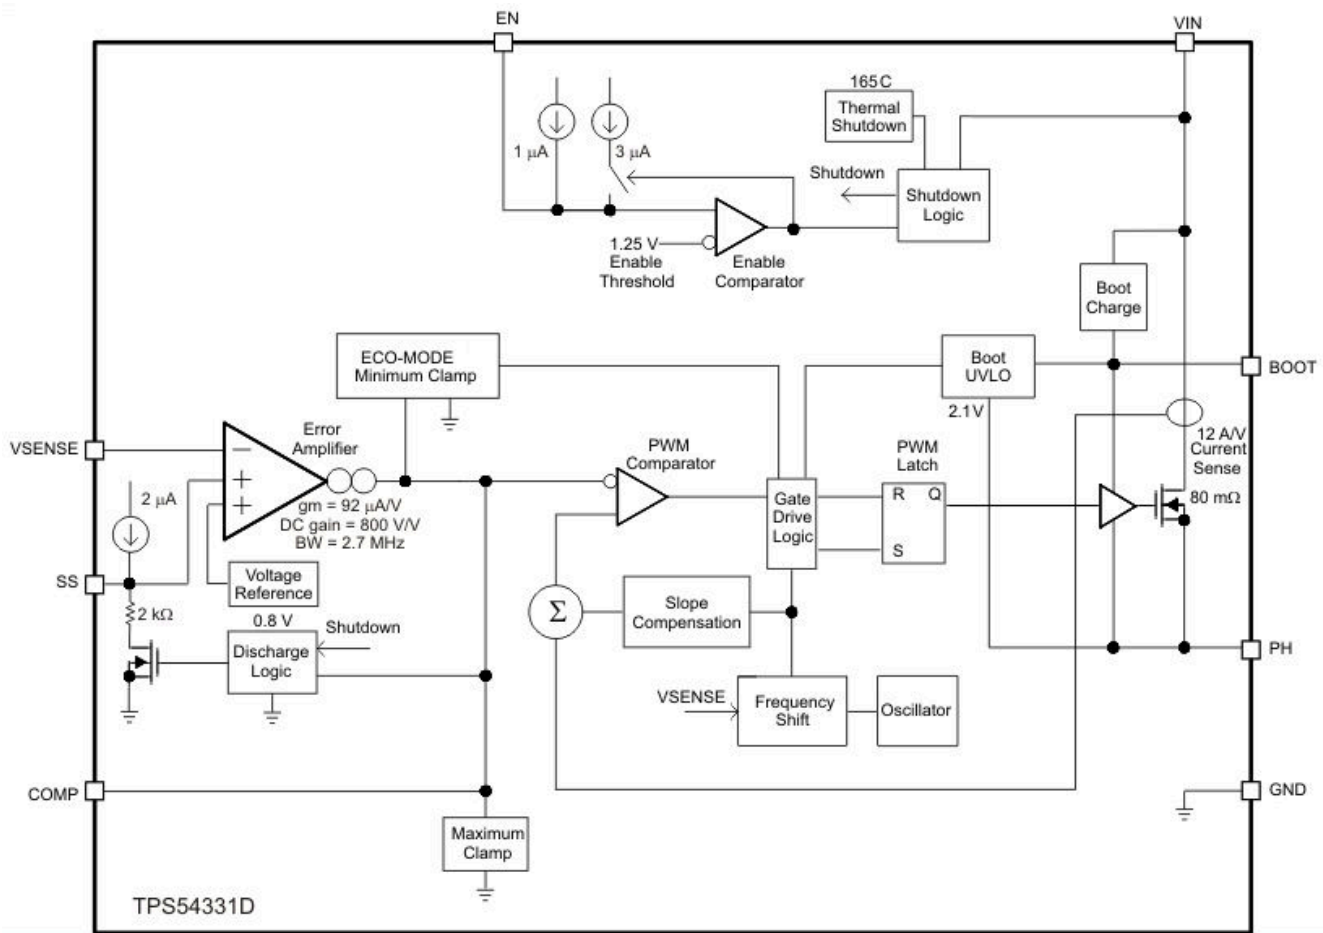 EN
VIN
165C
Thermal
Shutdown
1 µA
3 µA
Shutdown
Shutdown
Logic
1.25 V
Enable
Threshold
Enable
Comparator
Boot
Charge
ECO-MODE
Minimum Clamp
Boot
UVLO
BOOT
2.1V
12 A/V
Current
Sense
VSENSE
Error
Amplifier
PWM
Comparator
PWM
Latch
−
+
+
2 µA
gm = 92 µA/V
DC gain = 800 V/V
BW = 2.7 MHz
Gate
Drive
Logic
R Q
S
80 mΩ
SS
Voltage
Reference
0.8 V
2 kΩ
Discharge
Logic
Shutdown
Σ
Slope
Compensation
PH
VSENSE
Frequency
Shift
Oscillator
COMP
GND
Maximum
Clamp
TPS54331D